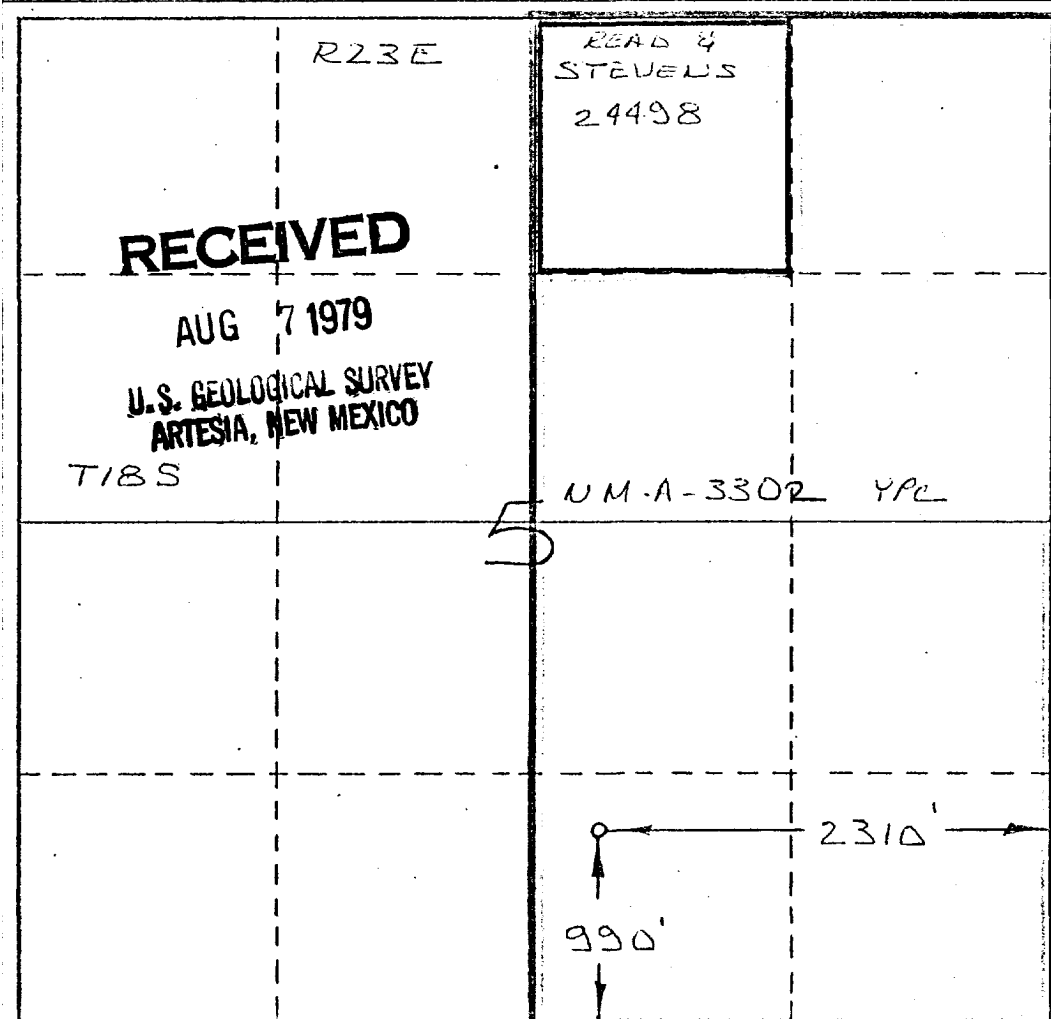 R23E
READ &
STEVENS
24498
RECEIVED
AUG 7 1979
U.S. GEOLOGICAL SURVEY
ARTESIA, NEW MEXICO
T18S
NM-A-3302 YPC
5
2310'
990'